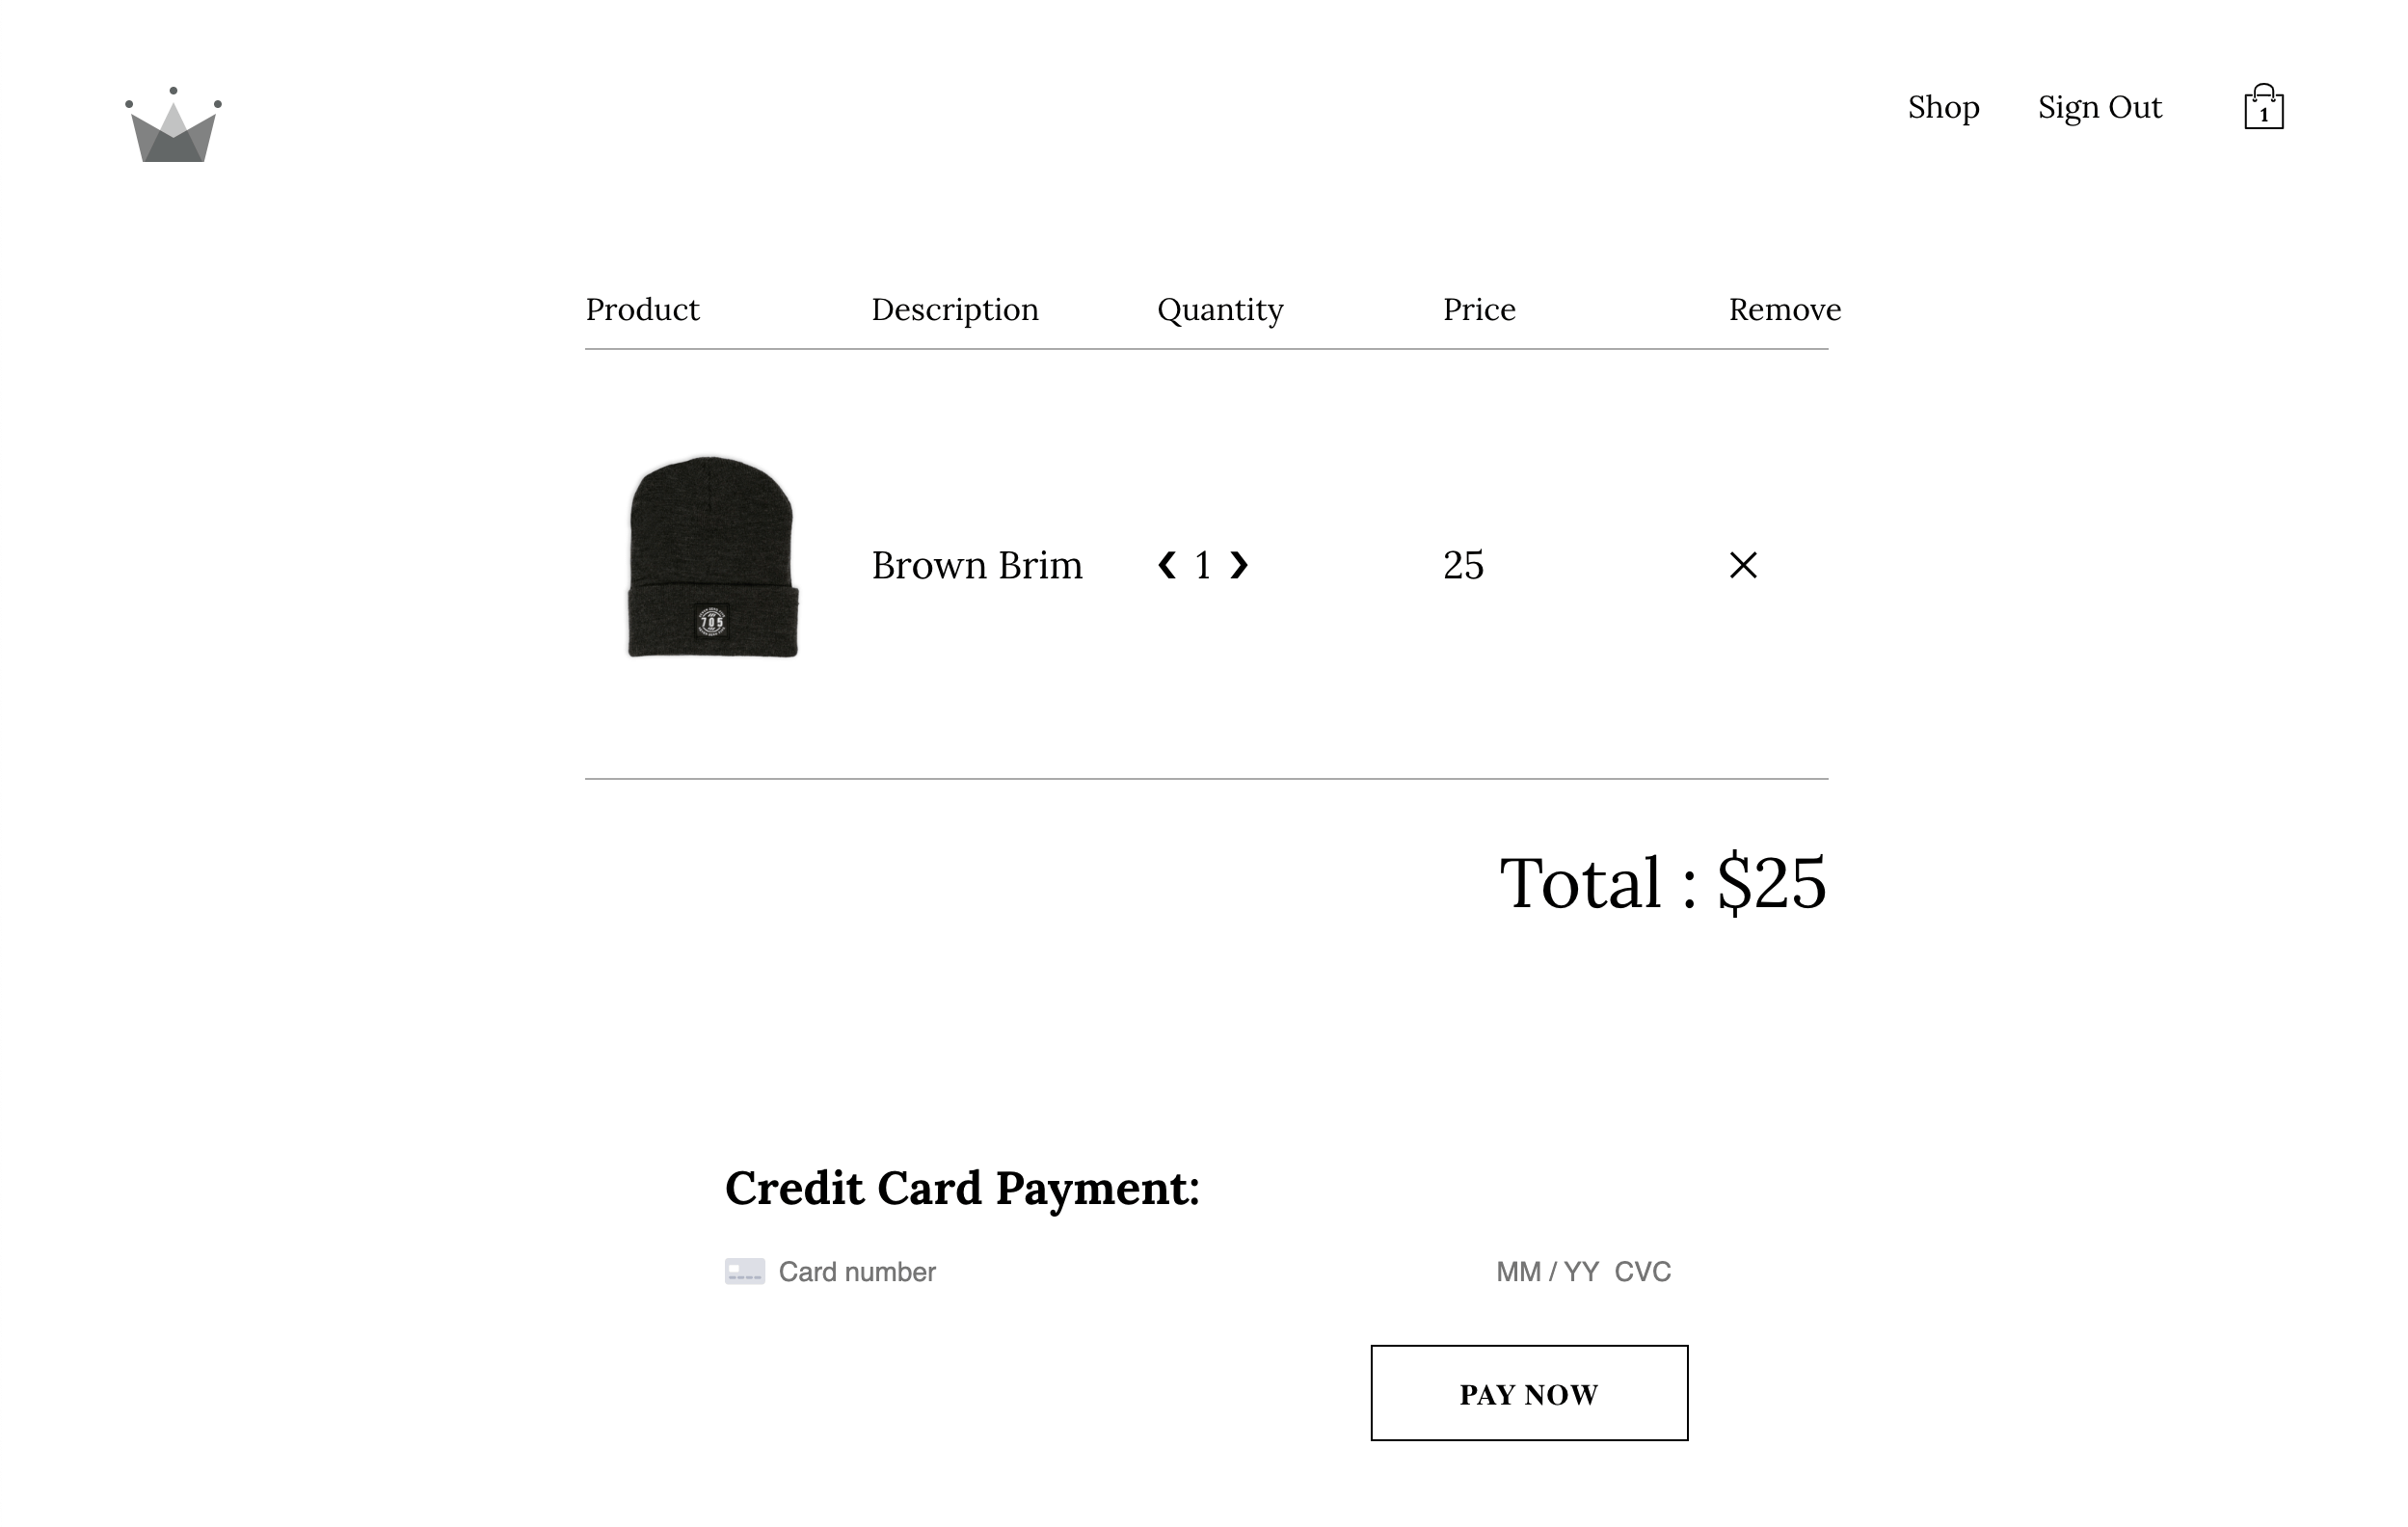 Shop Sign Out 1
Product Description Quantity Price Remove
705
Brown Brim ❮ 1 ❯ 25 ✕
Total : $25
Credit Card Payment:
Card number MM / YY CVC
PAY NOW